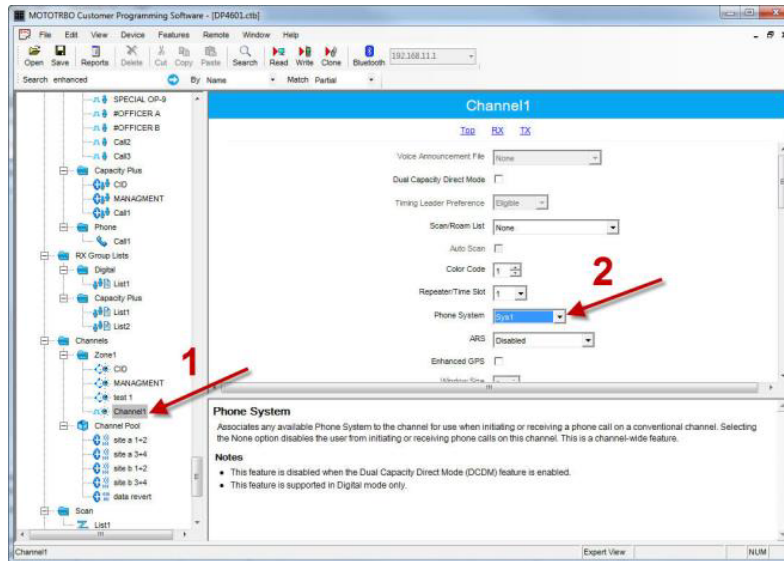 MOTOTRBO Customer Programming Software - [DP4601.ctb]
File Edit View Device Features Remote Window Help
Open Save Reports Delete Cut Copy Paste Search Read Write Clone Bluetooth 192.168.11.1
Search enhanced By Name Match Partial
SPECIAL OP-9
#OFFICER A
#OFFICER B
Call2
Call3
Capacity Plus
CID
MANAGMENT
Call1
Phone
Call1
RX Group Lists
Digital
List1
Capacity Plus
List1
List2
Channels
Zone1
CID
MANAGMENT
test 1
Channel1
Channel Pool
site a 1+2
site a 3+4
site b 1+2
site b 3+4
data revert
Scan
List1
1
Channel1
Top RX TX
Voice Announcement File None
Dual Capacity Direct Mode
Timing Leader Preference Eligible
Scan/Roam List None
Auto Scan
Color Code 1
Repeater/Time Slot 1
2
Phone System Sys1
ARS Disabled
Enhanced GPS
Window Size
Phone System
Associates any available Phone System to the channel for use when initiating or receiving a phone call on a conventional channel. Selecting
the None option disables the user from initiating or receiving phone calls on this channel. This is a channel-wide feature.
Notes
• This feature is disabled when the Dual Capacity Direct Mode (DCDM) feature is enabled.
• This feature is supported in Digital mode only.
Channel1 Expert View NUM